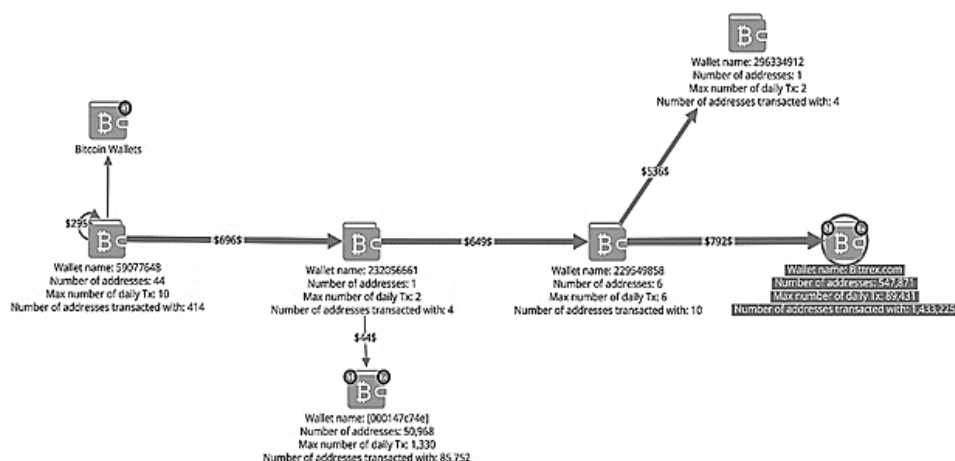 Wallet name: 296334912
Number of addresses: 1
Max number of daily Tx: 2
Number of addresses transacted with: 4
Bitcoin Wallets
$536$
$29$
$696$
$649$
$792$
Wallet name: 59077648
Number of addresses: 44
Max number of daily Tx: 10
Number of addresses transacted with: 414
Wallet name: 232056661
Number of addresses: 1
Max number of daily Tx: 2
Number of addresses transacted with: 4
Wallet name: 229549858
Number of addresses: 6
Max number of daily Tx: 6
Number of addresses transacted with: 10
Wallet name: Bittrex.com
Number of addresses: 547,871
Max number of daily Tx: 89,431
Number of addresses transacted with: 1,433,225
$44$
Wallet name: [000147c74e]
Number of addresses: 50,968
Max number of daily Tx: 1,330
Number of addresses transacted with: 85,752